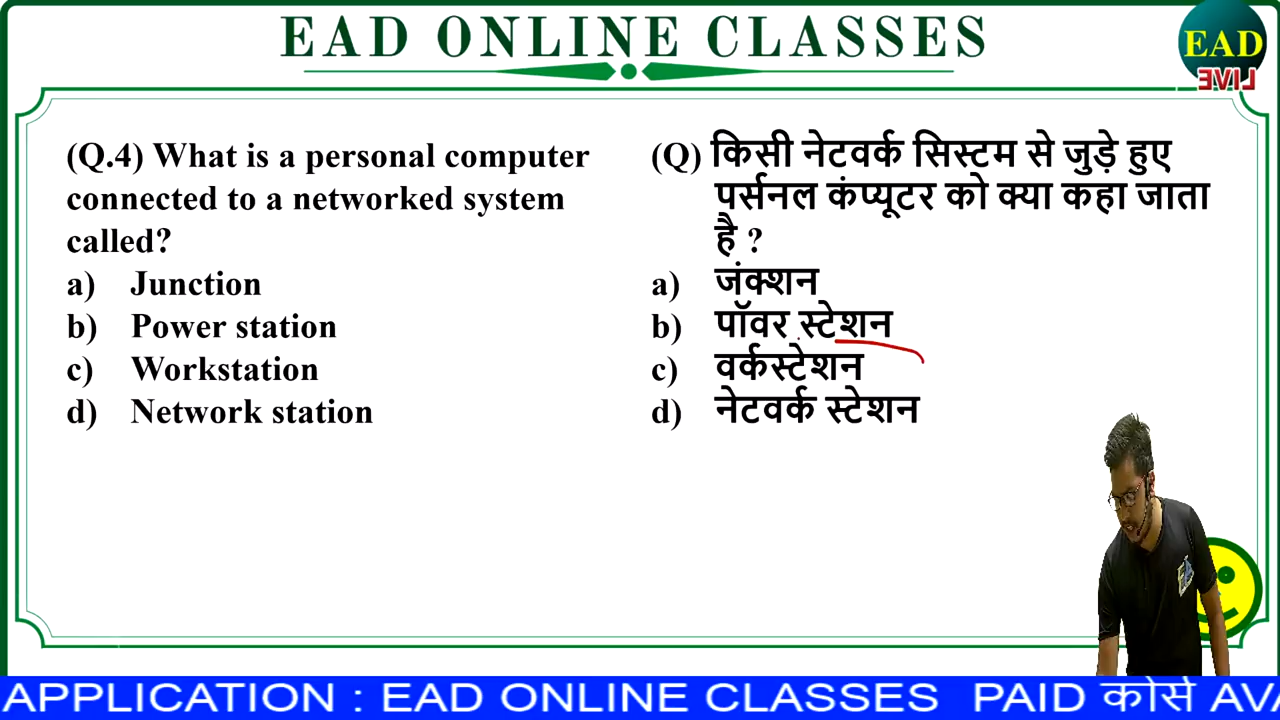 EAD ONLINE CLASSES
EAD
LIVE
(Q.4) What is a personal computer
connected to a networked system
called?
a) Junction
b) Power station
c) Workstation
d) Network station
(Q) किसी नेटवर्क सिस्टम से जुड़े हुए
पर्सनल कंप्यूटर को क्या कहा जाता
है ?
a) जंक्शन
b) पॉवर स्टेशन
c) वर्कस्टेशन
d) नेटवर्क स्टेशन
APPLICATION : EAD ONLINE CLASSES PAID कोर्स AVA